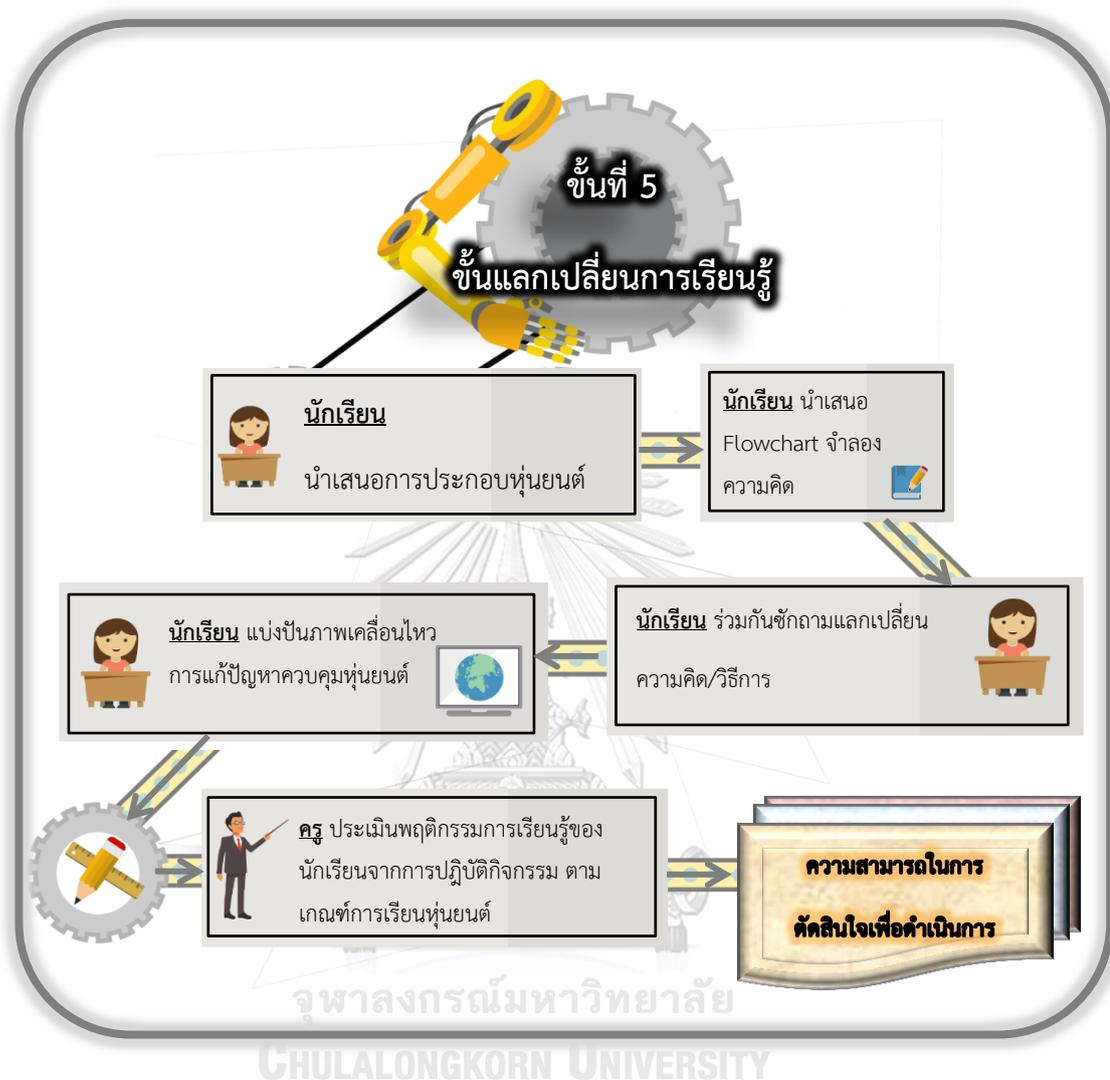 ขั้นที่ 5
ขั้นแลกเปลี่ยนการเรียนรู้
นักเรียน
นำเสนอการประกอบหุ่นยนต์
นักเรียน นำเสนอ
Flowchart จำลอง
ความคิด
นักเรียน ร่วมกันซักถามแลกเปลี่ยน
ความคิด/วิธีการ
นักเรียน แบ่งปันภาพเคลื่อนไหว
การแก้ปัญหาควบคุมหุ่นยนต์
ครู ประเมินพฤติกรรมการเรียนรู้ของ
นักเรียนจากการปฎิบัติกิจกรรม ตาม
เกณฑ์การเรียนหุ่นยนต์
ความสามารถในการ
ตัดสินใจเพื่อดำเนินการ
จุฬาลงกรณ์มหาวิทยาลัย
CHULALONGKORN UNIVERSITY